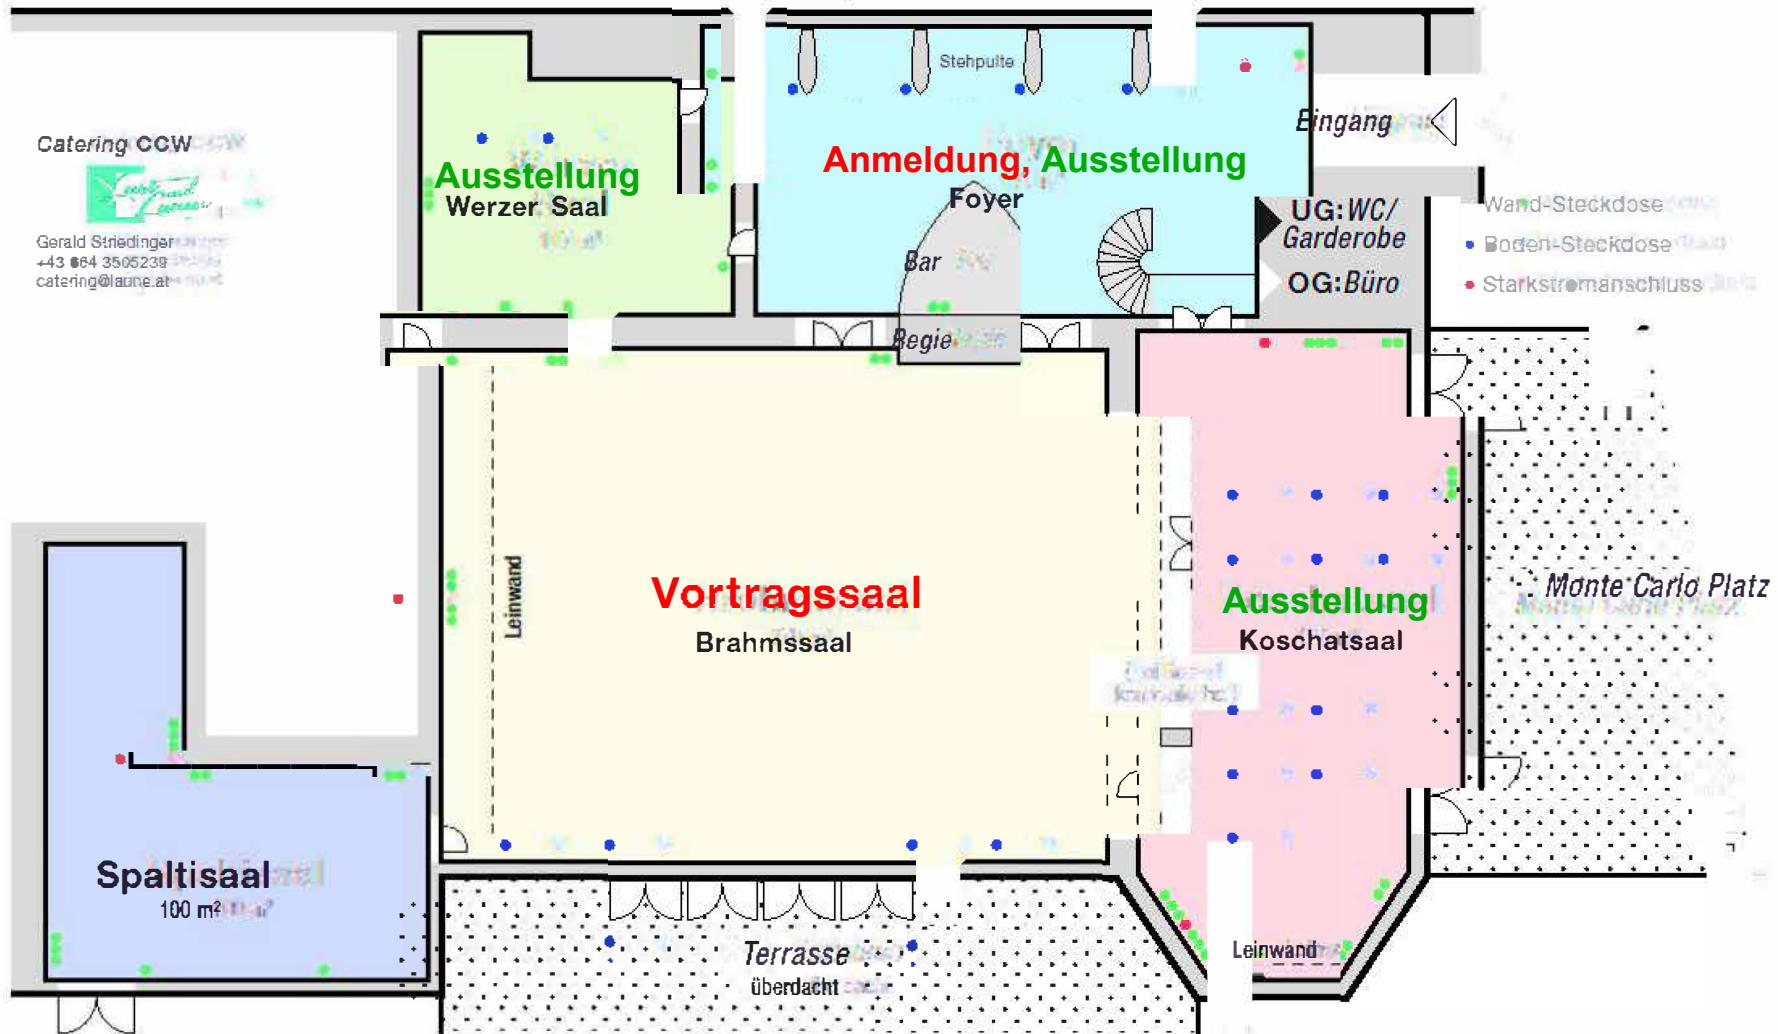 Stehpulte
Eingang
Catering CCW
Anmeldung, Ausstellung
Foyer
Ausstellung
Werzer Saal
Gerald Striedinger
+43 664 3505239
catering@laune.at
UG: WC/
Garderobe
OG: Büro
Wand-Steckdose
Boden-Steckdose
Starkstromanschluss
Bar
Regie
Leinwand
Vortragssaal
Brahmssaal
Ausstellung
Koschatsaal
Monte Carlo Platz
Spaltisaal
100 m²
Terrasse
überdacht
Leinwand